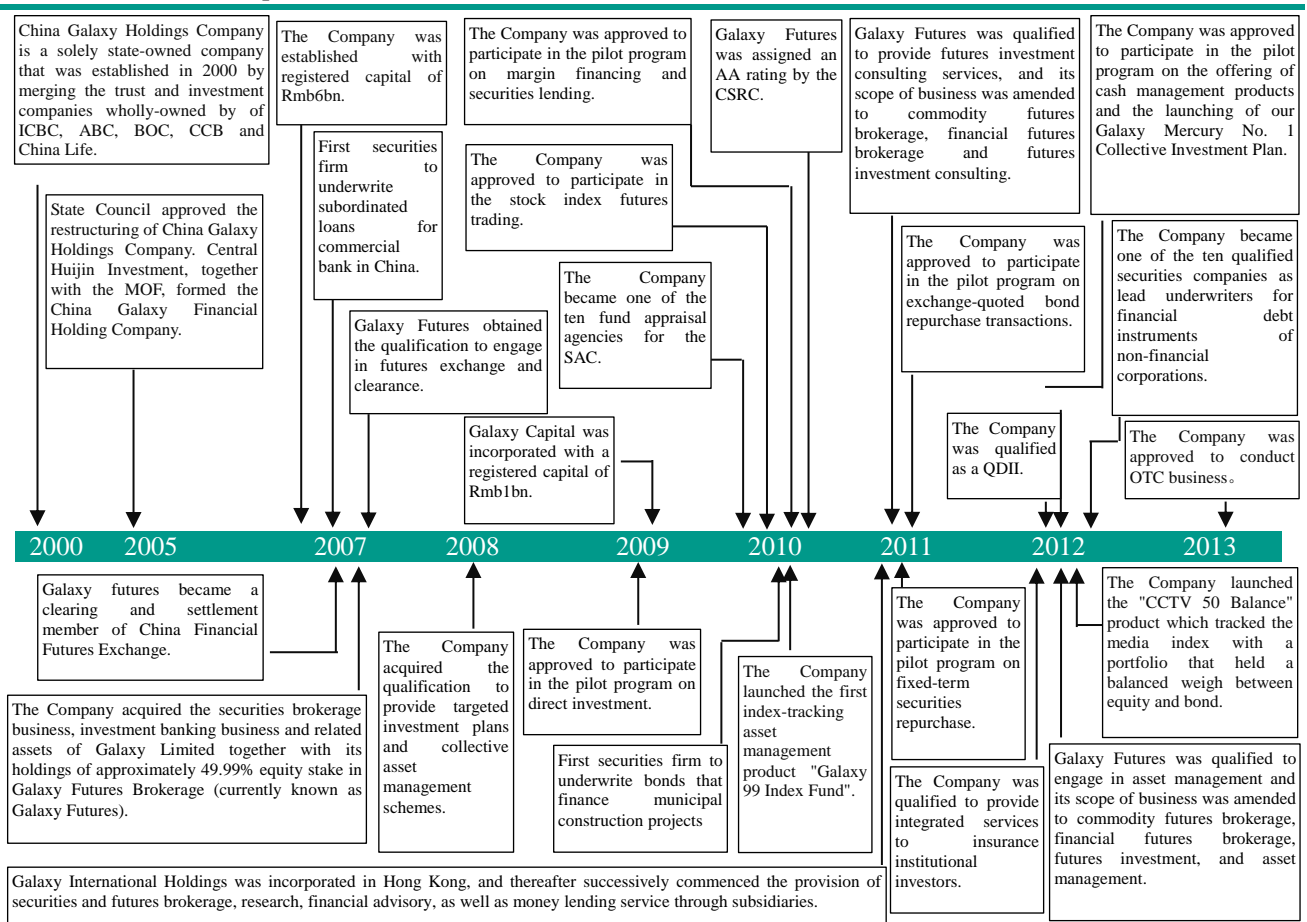 China Galaxy Holdings Company
is a solely state-owned company
that was established in 2000 by
merging the trust and investment
companies wholly-owned by of
ICBC, ABC, BOC, CCB and
China Life.
The Company was
established with
registered capital of
Rmb6bn.
The Company was approved to
participate in the pilot program
on margin financing and
securities lending.
Galaxy Futures
was assigned an
AA rating by the
CSRC.
Galaxy Futures was qualified
to provide futures investment
consulting services, and its
scope of business was amended
to commodity futures
brokerage, financial futures
brokerage and futures
investment consulting.
The Company was approved
to participate in the pilot
program on the offering of
cash management products
and the launching of our
Galaxy Mercury No. 1
Collective Investment Plan.
State Council approved the
restructuring of China Galaxy
Holdings Company. Central
Huijin Investment, together
with the MOF, formed the
China Galaxy Financial
Holding Company.
First securities
firm to
underwrite
subordinated
loans for
commercial
bank in China.
The Company was
approved to participate in
the stock index futures
trading.
The Company
became one of the
ten fund appraisal
agencies for the
SAC.
The Company was
approved to participate
in the pilot program on
exchange-quoted bond
repurchase transactions.
The Company became
one of the ten qualified
securities companies as
lead underwriters for
financial debt
instruments of
non-financial
corporations.
Galaxy Futures obtained
the qualification to engage
in futures exchange and
clearance.
Galaxy Capital was
incorporated with a
registered capital of
Rmb1bn.
The Company
was qualified
as a QDII.
The Company was
approved to conduct
OTC business。
2000 2005 2007 2008 2009 2010 2011 2012 2013
Galaxy futures became a
clearing and settlement
member of China Financial
Futures Exchange.
The Company acquired the securities brokerage
business, investment banking business and related
assets of Galaxy Limited together with its
holdings of approximately 49.99% equity stake in
Galaxy Futures Brokerage (currently known as
Galaxy Futures).
The Company
acquired the
qualification to
provide targeted
investment plans
and collective
asset
management
schemes.
The Company was
approved to participate
in the pilot program on
direct investment.
First securities firm to
underwrite bonds that
finance municipal
construction projects
The Company
launched the first
index-tracking
asset
management
product "Galaxy
99 Index Fund".
The Company
was approved to
participate in the
pilot program on
fixed-term
securities
repurchase.
The Company was
qualified to provide
integrated services
to insurance
institutional
investors.
The Company launched
the "CCTV 50 Balance"
product which tracked the
media index with a
portfolio that held a
balanced weigh between
equity and bond.
Galaxy Futures was qualified to
engage in asset management and
its scope of business was amended
to commodity futures brokerage,
financial futures brokerage,
futures investment, and asset
management.
Galaxy International Holdings was incorporated in Hong Kong, and thereafter successively commenced the provision of
securities and futures brokerage, research, financial advisory, as well as money lending service through subsidiaries.